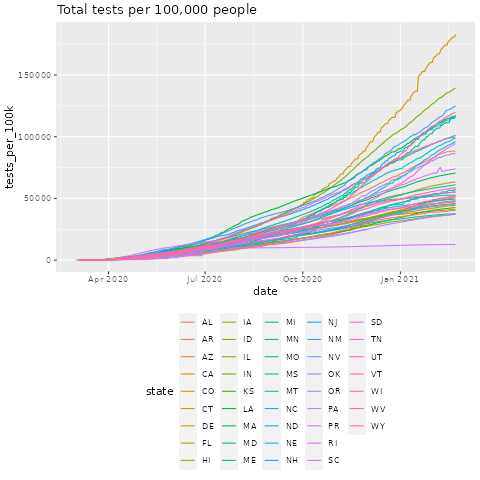 Total tests per 100,000 people
tests_per_100k
150000
100000
50000
0
Apr 2020 Jul 2020 Oct 2020 Jan 2021
date
state
AL IA MI NJ SD
AR ID MN NM TN
AZ IL MO NV UT
CA IN MS OK VT
CO KS MT OR WI
CT LA NC PA WV
DE MA ND PR WY
FL MD NE RI
HI ME NH SC